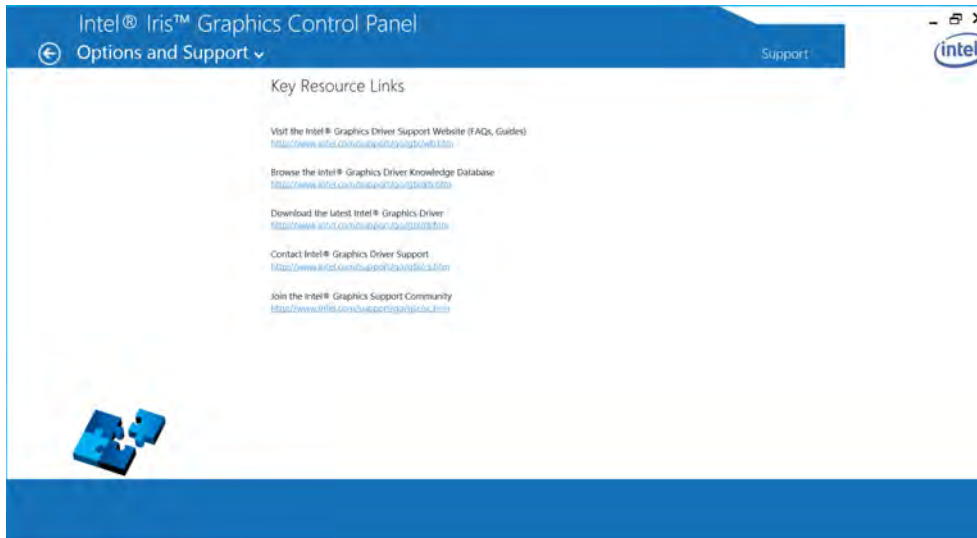 Intel® Iris™ Graphics Control Panel
Options and Support
Support
intel
Key Resource Links
Visit the Intel® Graphics Driver Support Website (FAQs, Guides)
Browse the Intel® Graphics Driver Knowledge Database
Download the latest Intel® Graphics Driver
Contact Intel® Graphics Driver Support
Join the Intel® Graphics Support Community